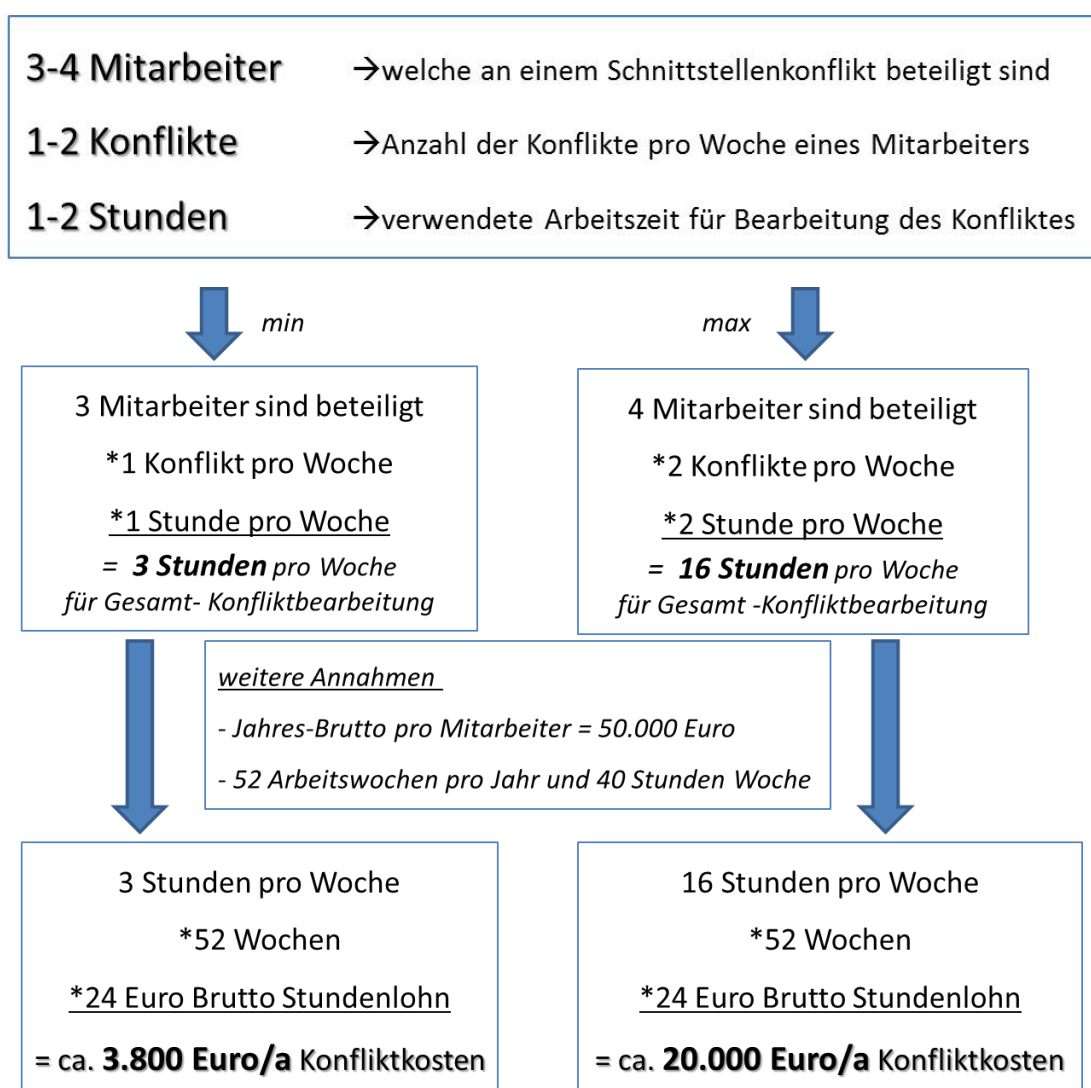 3-4 Mitarbeiter →welche an einem Schnittstellenkonflikt beteiligt sind
1-2 Konflikte →Anzahl der Konflikte pro Woche eines Mitarbeiters
1-2 Stunden →verwendete Arbeitszeit für Bearbeitung des Konfliktes
min
max
3 Mitarbeiter sind beteiligt
*1 Konflikt pro Woche
*1 Stunde pro Woche
= 3 Stunden pro Woche
für Gesamt- Konfliktbearbeitung
4 Mitarbeiter sind beteiligt
*2 Konflikte pro Woche
*2 Stunde pro Woche
= 16 Stunden pro Woche
für Gesamt -Konfliktbearbeitung
weitere Annahmen
- Jahres-Brutto pro Mitarbeiter = 50.000 Euro
- 52 Arbeitswochen pro Jahr und 40 Stunden Woche
3 Stunden pro Woche
*52 Wochen
*24 Euro Brutto Stundenlohn
= ca. 3.800 Euro/a Konfliktkosten
16 Stunden pro Woche
*52 Wochen
*24 Euro Brutto Stundenlohn
= ca. 20.000 Euro/a Konfliktkosten